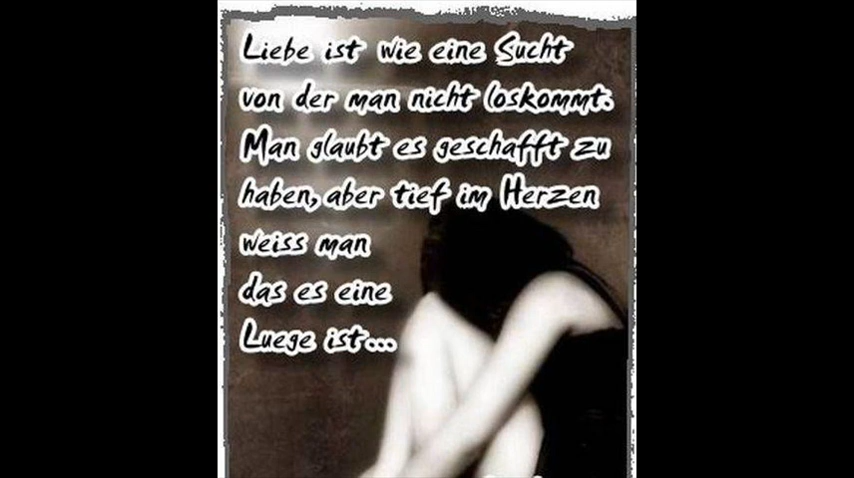 Liebe ist wie eine Sucht
von der man nicht loskommt.
Man glaubt es geschafft zu
haben, aber tief im Herzen
weiss man
das es eine
Luege ist...